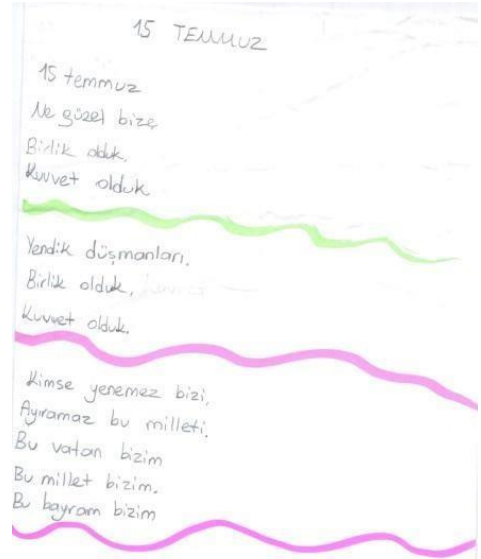 15 TEMMUZ
15 temmuz
Ne güzel bize,
Birlik olduk,
Kuvvet olduk
Yendik düşmanları.
Birlik olduk,
Kuvvet olduk.
Kimse yenemez bizi,
Ayıramaz bu milleti.
Bu vatan bizim
Bu millet bizim.
Bu bayram bizim